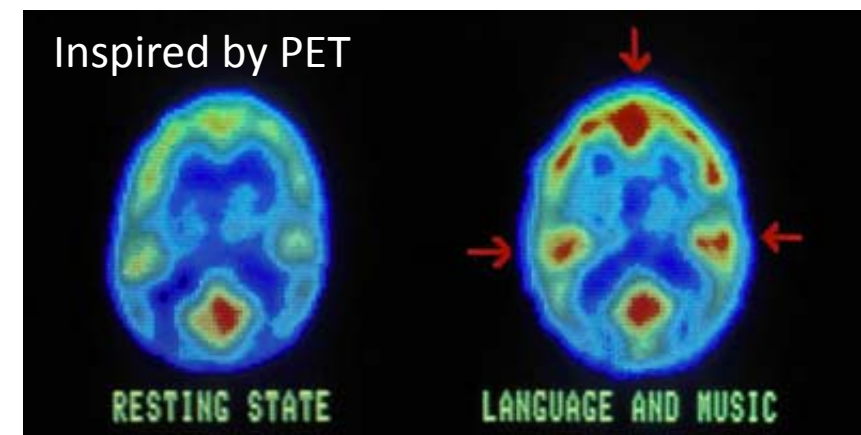 Inspired by PET
RESTING STATE
LANGUAGE AND MUSIC